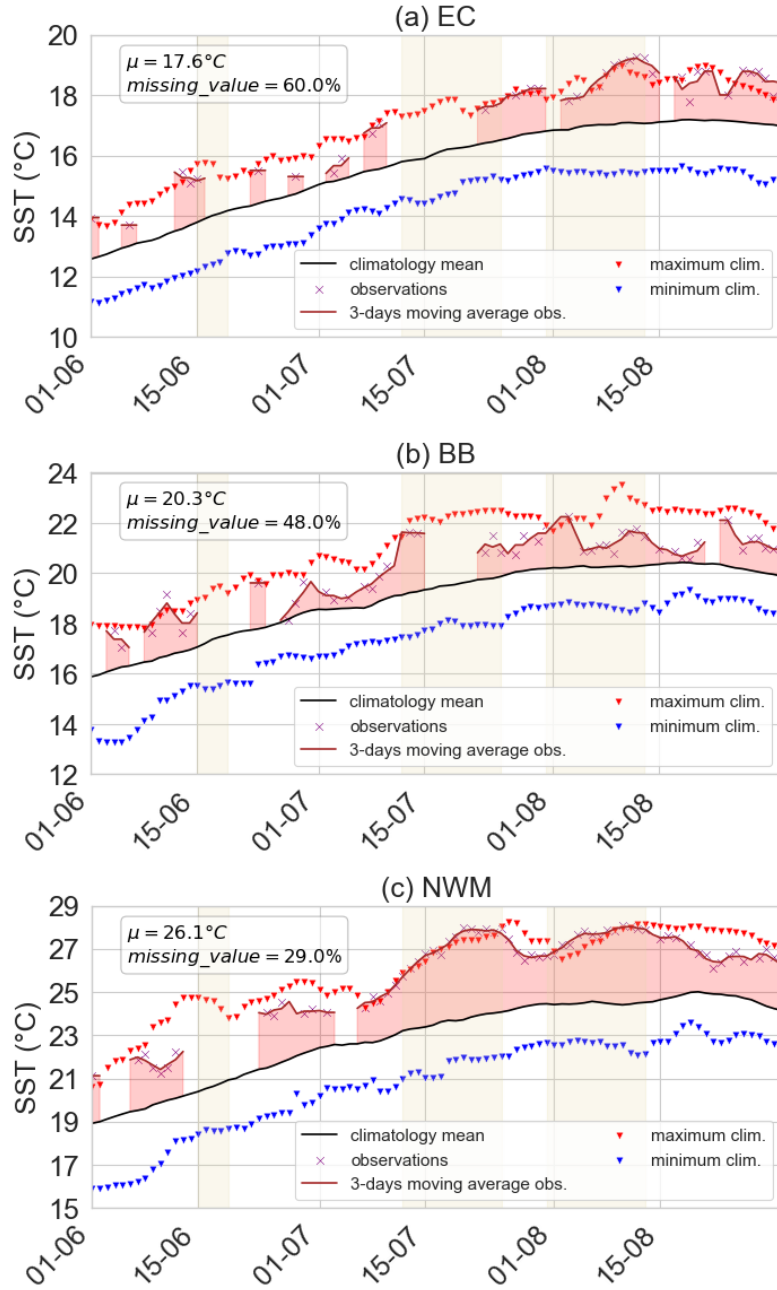 (a) EC
μ = 17.6°C
missing_value = 60.0%
SST (°C)
20
18
16
14
12
10
climatology mean
observations
3-days moving average obs.
maximum clim.
minimum clim.
01-06
15-06
01-07
15-07
01-08
15-08
(b) BB
μ = 20.3°C
missing_value = 48.0%
SST (°C)
24
22
20
18
16
14
12
climatology mean
observations
3-days moving average obs.
maximum clim.
minimum clim.
01-06
15-06
01-07
15-07
01-08
15-08
(c) NWM
μ = 26.1°C
missing_value = 29.0%
SST (°C)
29
27
25
23
21
19
16
15
climatology mean
observations
3-days moving average obs.
maximum clim.
minimum clim.
01-06
15-06
01-07
15-07
01-08
15-08